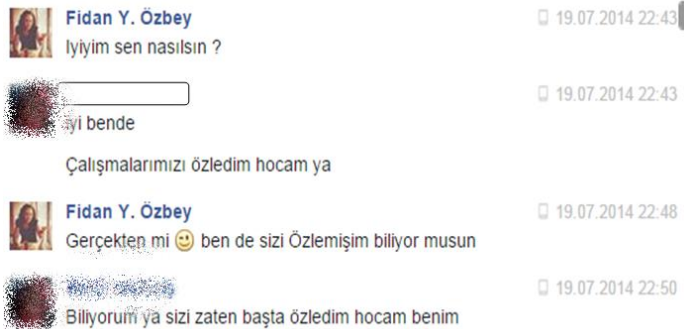 Fidan Y. Özbey 19.07.2014 22:43
Iyiyim sen nasılsın ?
19.07.2014 22:43
iyi bende
Çalışmalarımızı özledim hocam ya
Fidan Y. Özbey 19.07.2014 22:48
Gerçekten mi ben de sizi Özlemişim biliyor musun
19.07.2014 22:50
Biliyorum ya sizi zaten başta özledim hocam benim